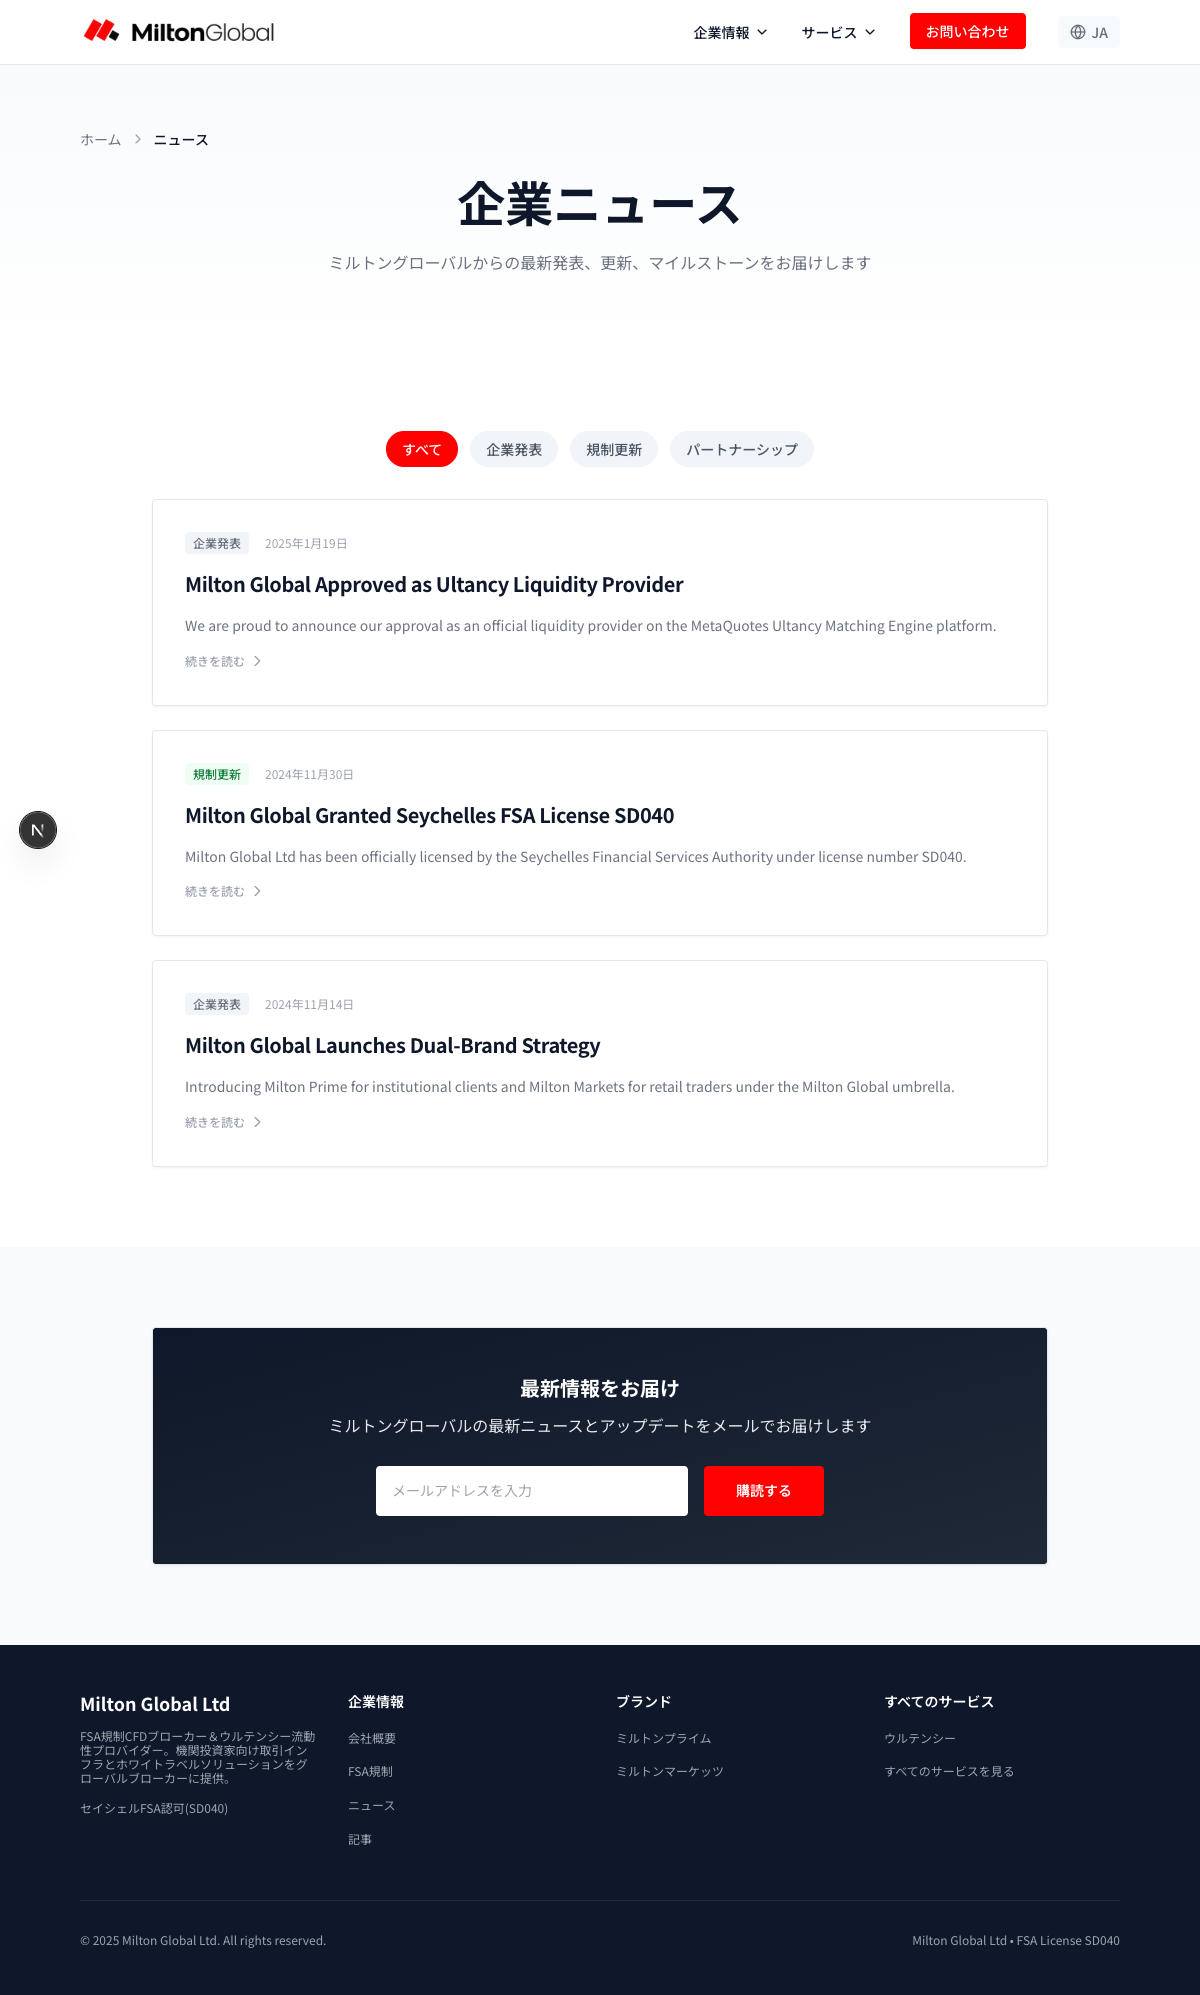 MiltonGlobal
企業情報
サービス
お問い合わせ
JA
ホーム
ニュース
企業ニュース
ミルトングローバルからの最新発表、更新、マイルストーンをお届けします
すべて
企業発表
規制更新
パートナーシップ
企業発表
2025年1月19日
Milton Global Approved as Ultancy Liquidity Provider
We are proud to announce our approval as an official liquidity provider on the MetaQuotes Ultancy Matching Engine platform.
続きを読む
規制更新
2024年11月30日
Milton Global Granted Seychelles FSA License SD040
Milton Global Ltd has been officially licensed by the Seychelles Financial Services Authority under license number SD040.
続きを読む
企業発表
2024年11月14日
Milton Global Launches Dual-Brand Strategy
Introducing Milton Prime for institutional clients and Milton Markets for retail traders under the Milton Global umbrella.
続きを読む
N
最新情報をお届け
ミルトングローバルの最新ニュースとアップデートをメールでお届けします
メールアドレスを入力
購読する
Milton Global Ltd
FSA規制CFDブローカー＆ウルテンシー流動
性プロバイダー。機関投資家向け取引イン
フラとホワイトラベルソリューションをグ
ローバルブローカーに提供。
セイシェルFSA認可(SD040)
企業情報
会社概要
FSA規制
ニュース
記事
ブランド
ミルトンプライム
ミルトンマーケッツ
すべてのサービス
ウルテンシー
すべてのサービスを見る
© 2025 Milton Global Ltd. All rights reserved.
Milton Global Ltd • FSA License SD040